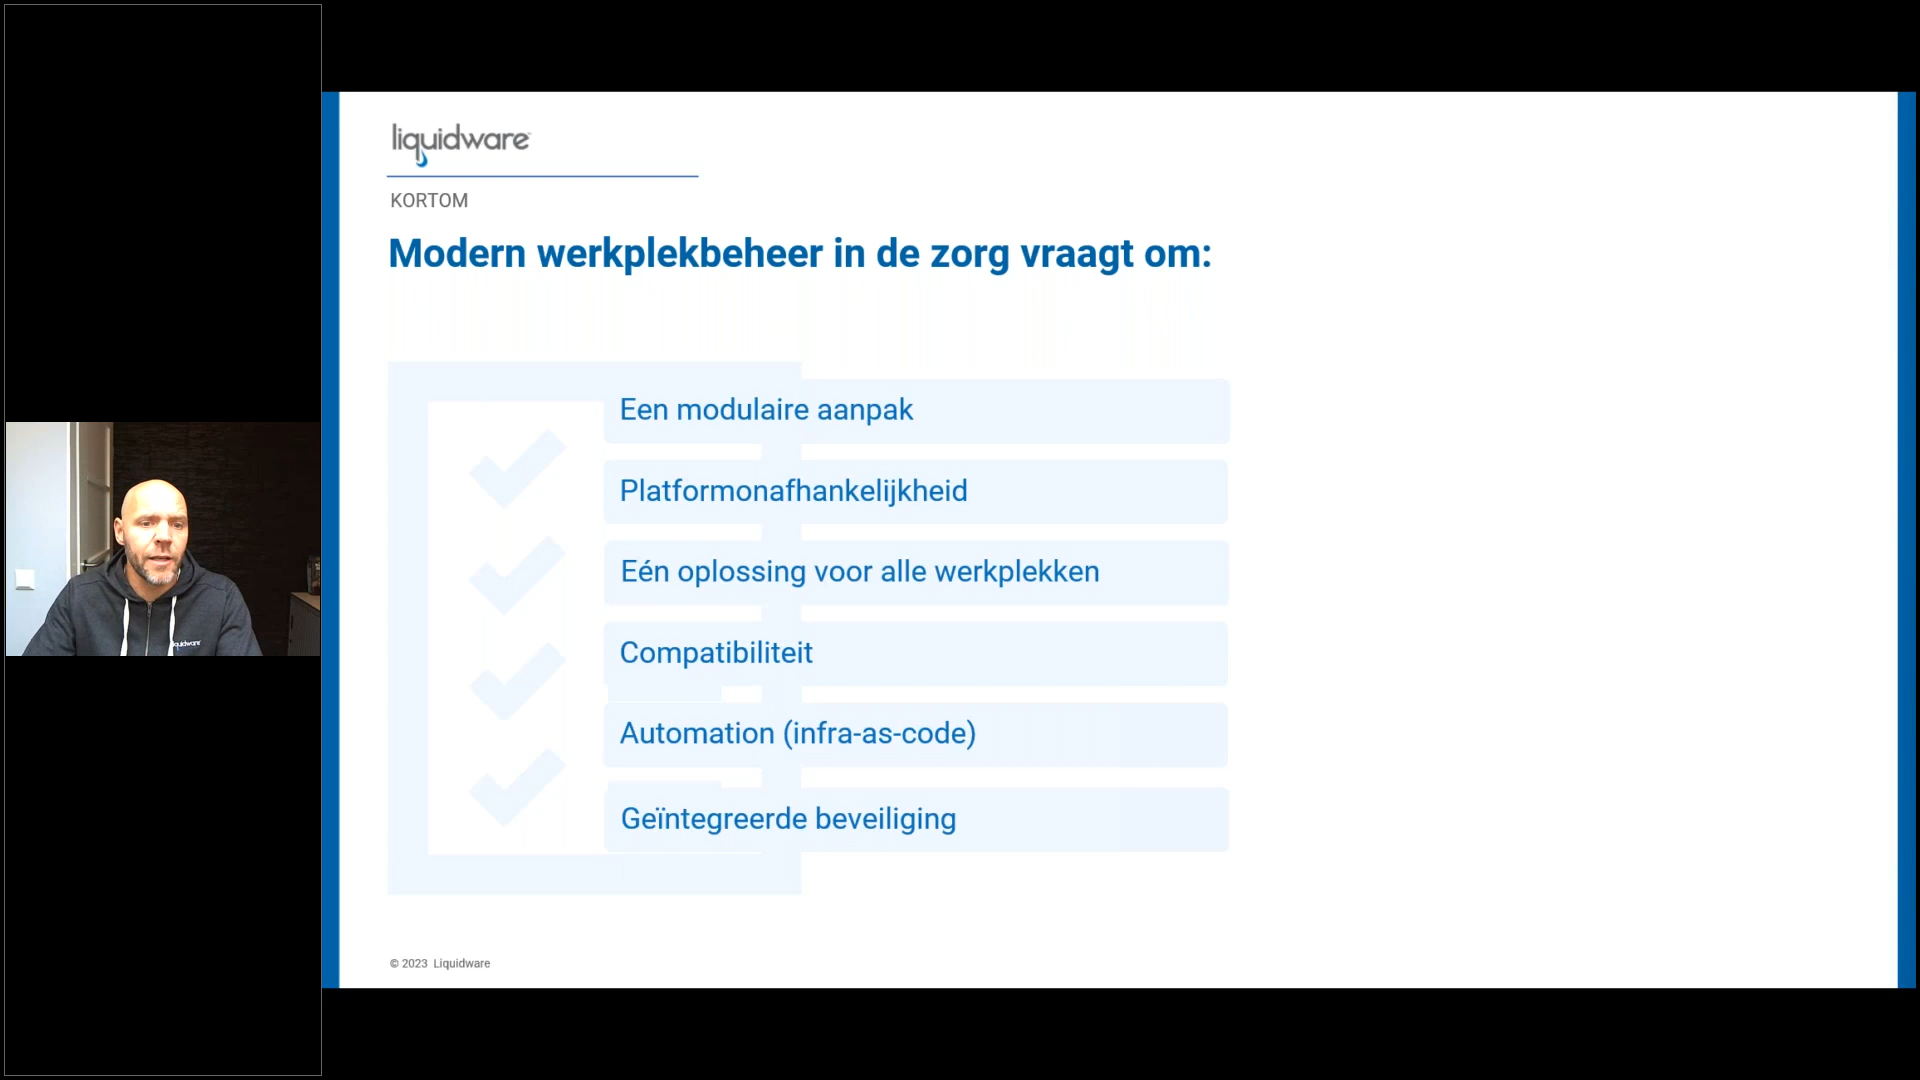 liquidware
KORTOM
Modern werkplekbeheer in de zorg vraagt om:
Een modulaire aanpak
Platformonafhankelijkheid
Eén oplossing voor alle werkplekken
Compatibiliteit
Automation (infra-as-code)
Geïntegreerde beveiliging
© 2023 Liquidware
liquidware